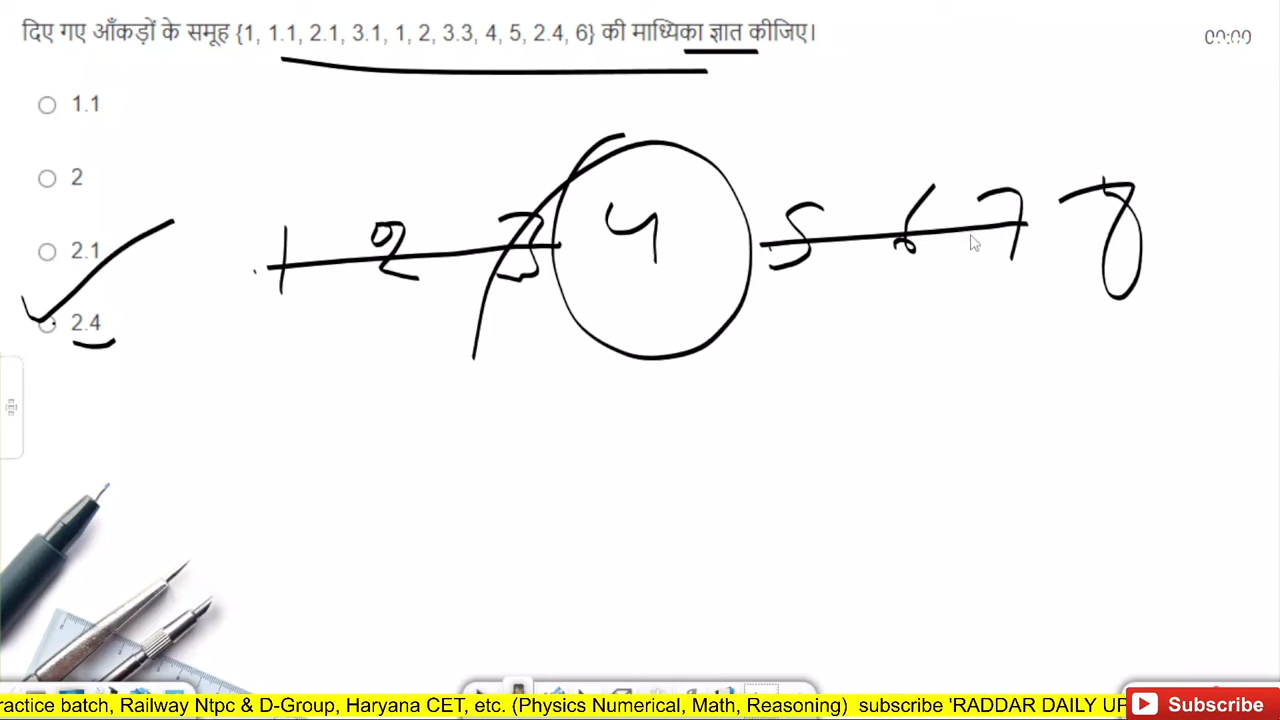 दिए गए आँकड़ों के समूह {1, 1.1, 2.1, 3.1, 1, 2, 3.3, 4, 5, 2.4, 6} की माध्यिका ज्ञात कीजिए।
00:00
1.1
2
2.1
2.4
1 2 3 4 5 6 7 8
ractice batch, Railway Ntpc & D-Group, Haryana CET, etc. (Physics Numerical, Math, Reasoning) subscribe 'RADDAR DAILY UP
Subscribe